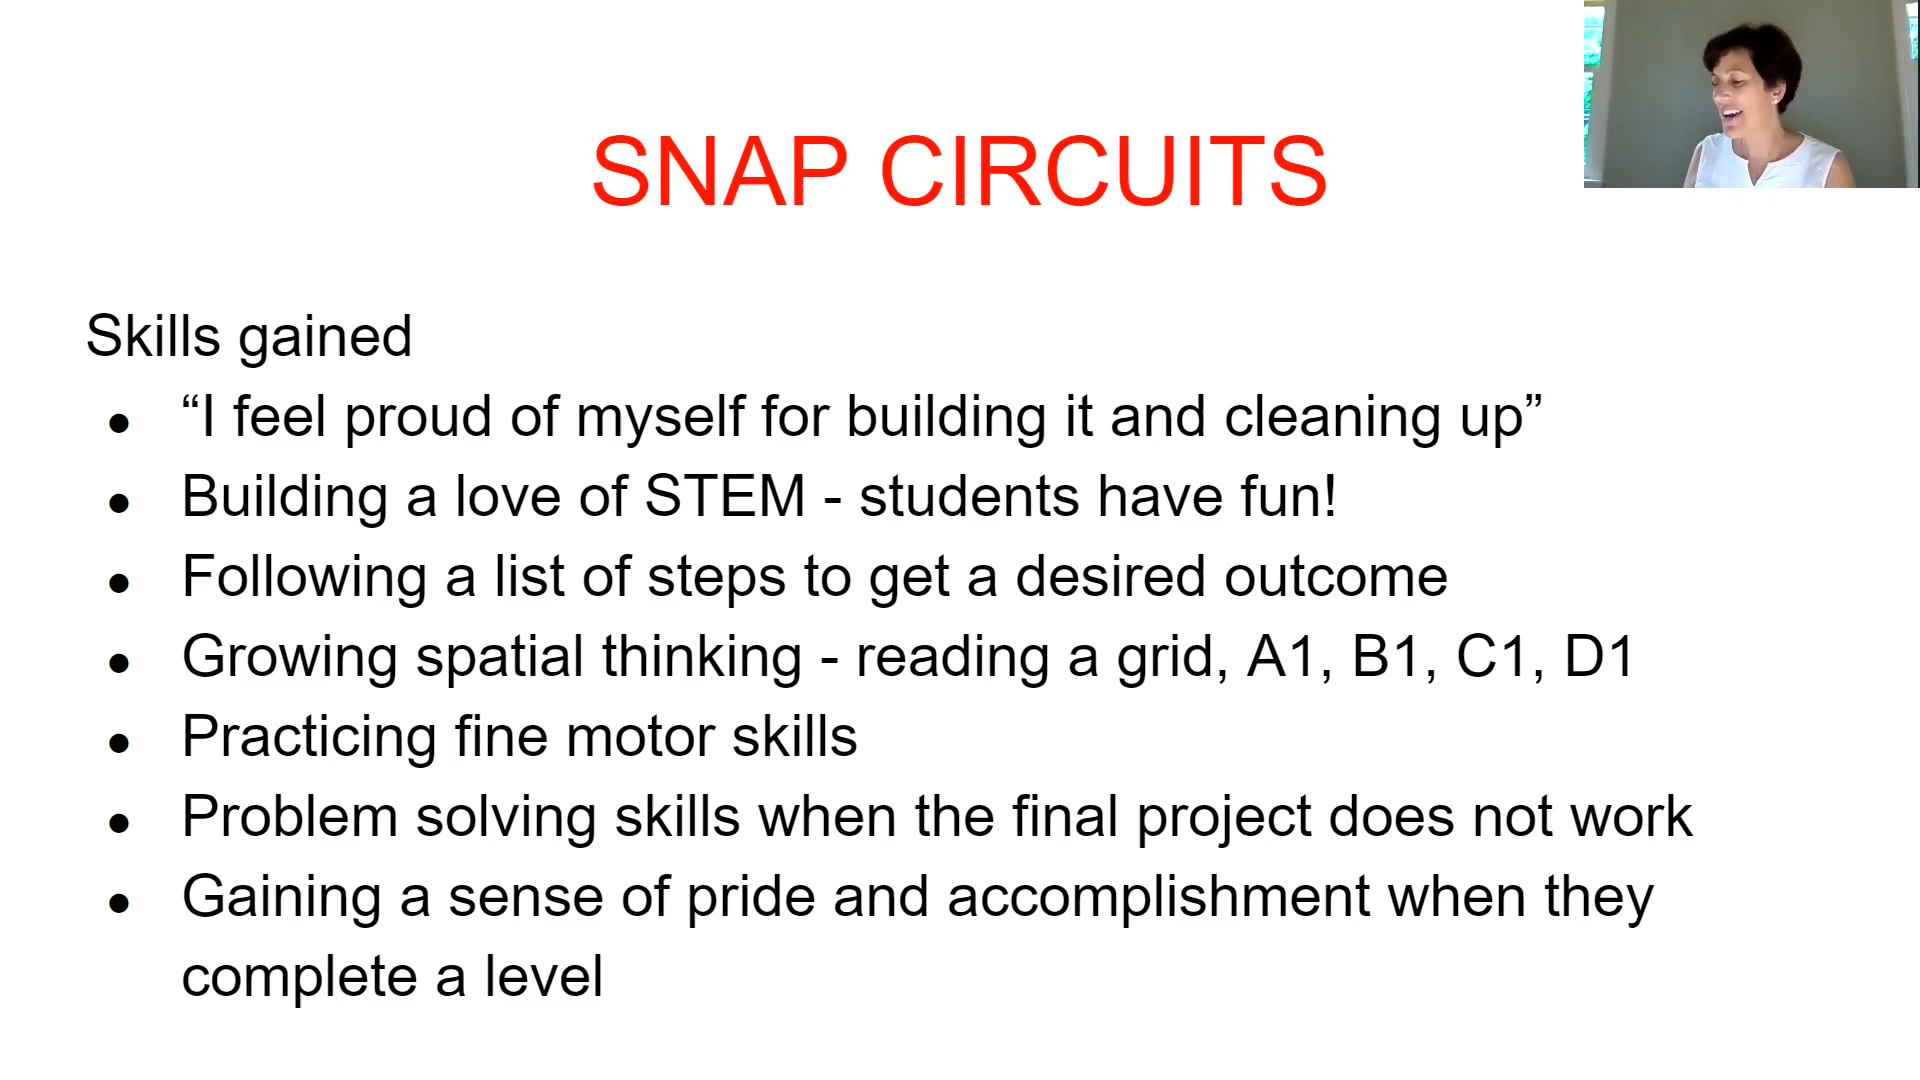 SNAP CIRCUITS
Skills gained
● “I feel proud of myself for building it and cleaning up”
● Building a love of STEM - students have fun!
● Following a list of steps to get a desired outcome
● Growing spatial thinking - reading a grid, A1, B1, C1, D1
● Practicing fine motor skills
● Problem solving skills when the final project does not work
● Gaining a sense of pride and accomplishment when they
complete a level